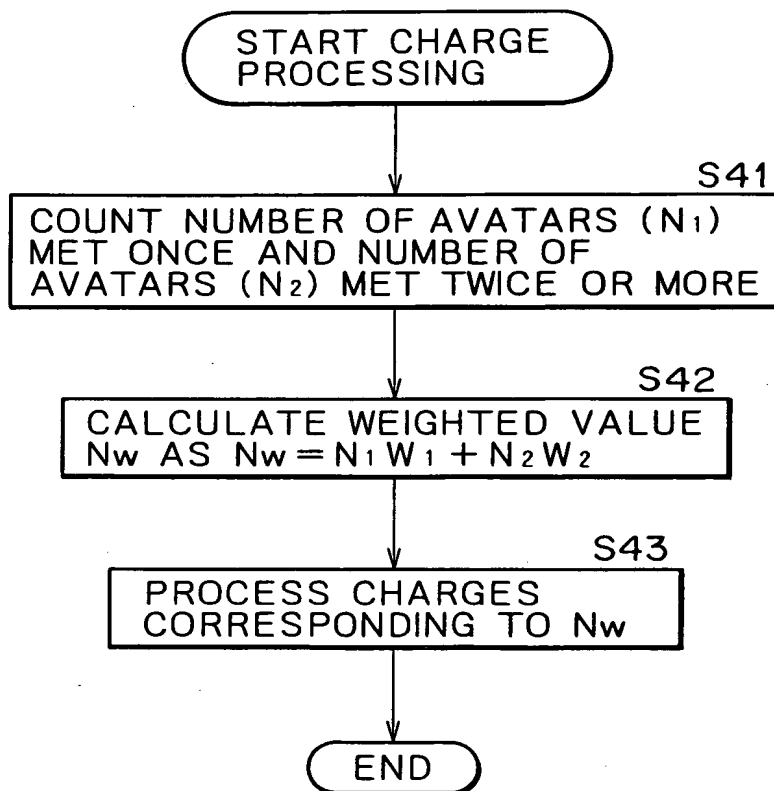 START CHARGE
PROCESSING
S41
COUNT NUMBER OF AVATARS (N1)
MET ONCE AND NUMBER OF
AVATARS (N2) MET TWICE OR MORE
S42
CALCULATE WEIGHTED VALUE
Nw AS Nw=N1W1+N2W2
S43
PROCESS CHARGES
CORRESPONDING TO Nw
END